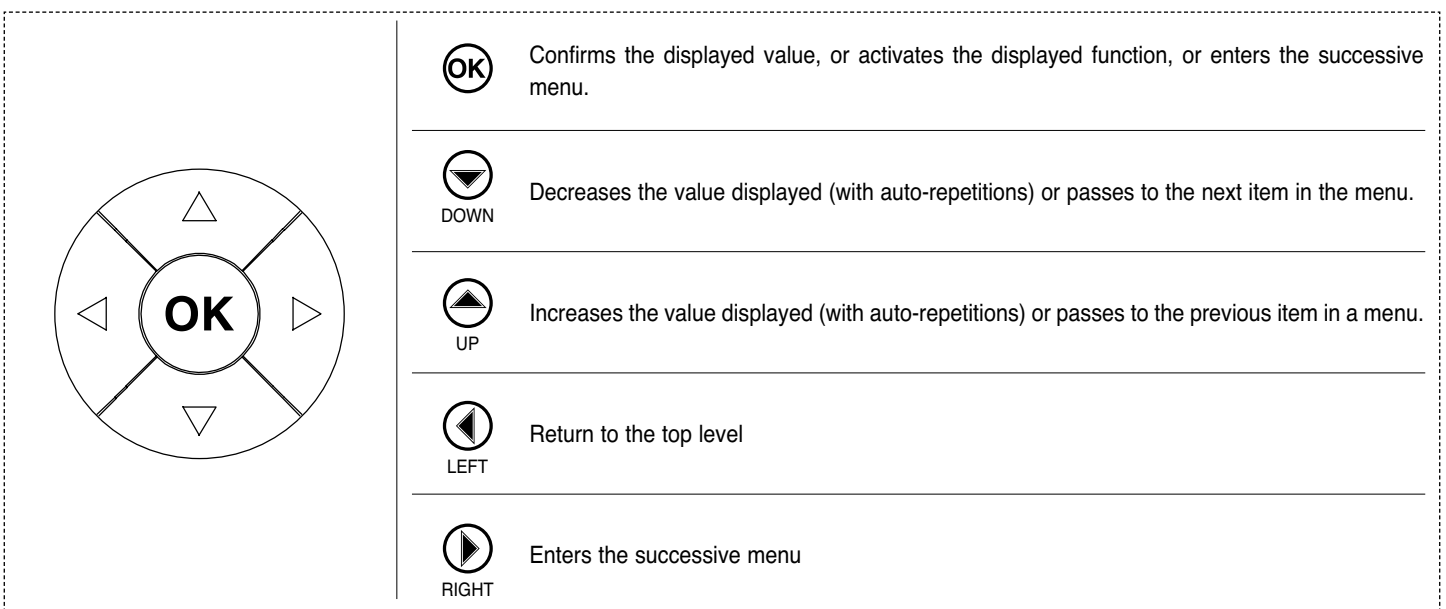 OK
OK
Confirms the displayed value, or activates the displayed function, or enters the successive
menu.
DOWN
Decreases the value displayed (with auto-repetitions) or passes to the next item in the menu.
UP
Increases the value displayed (with auto-repetitions) or passes to the previous item in a menu.
LEFT
Return to the top level
RIGHT
Enters the successive menu